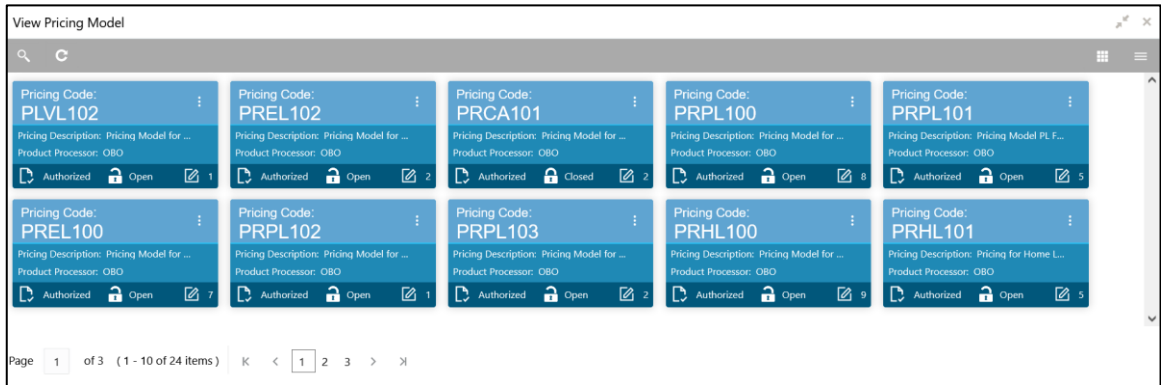 View Pricing Model
Pricing Code:
PLVL102
Pricing Description: Pricing Model for ...
Product Processor: OBO
Authorized Open 1
Pricing Code:
PREL102
Pricing Description: Pricing Model for ...
Product Processor: OBO
Authorized Open 2
Pricing Code:
PRCA101
Pricing Description: Pricing Model for ...
Product Processor: OBO
Authorized Closed 2
Pricing Code:
PRPL100
Pricing Description: Pricing Model for ...
Product Processor: OBO
Authorized Open 8
Pricing Code:
PRPL101
Pricing Description: Pricing Model PL F...
Product Processor: OBO
Authorized Open 5
Pricing Code:
PREL100
Pricing Description: Pricing Model for ...
Product Processor: OBO
Authorized Open 7
Pricing Code:
PRPL102
Pricing Description: Pricing Model for ...
Product Processor: OBO
Authorized Open 1
Pricing Code:
PRPL103
Pricing Description: Pricing Model for ...
Product Processor: OBO
Authorized Open 2
Pricing Code:
PRHL100
Pricing Description: Pricing Model for ...
Product Processor: OBO
Authorized Open 9
Pricing Code:
PRHL101
Pricing Description: Pricing for Home L...
Product Processor: OBO
Authorized Open 5
Page 1 of 3 ( 1 - 10 of 24 items ) 1 2 3